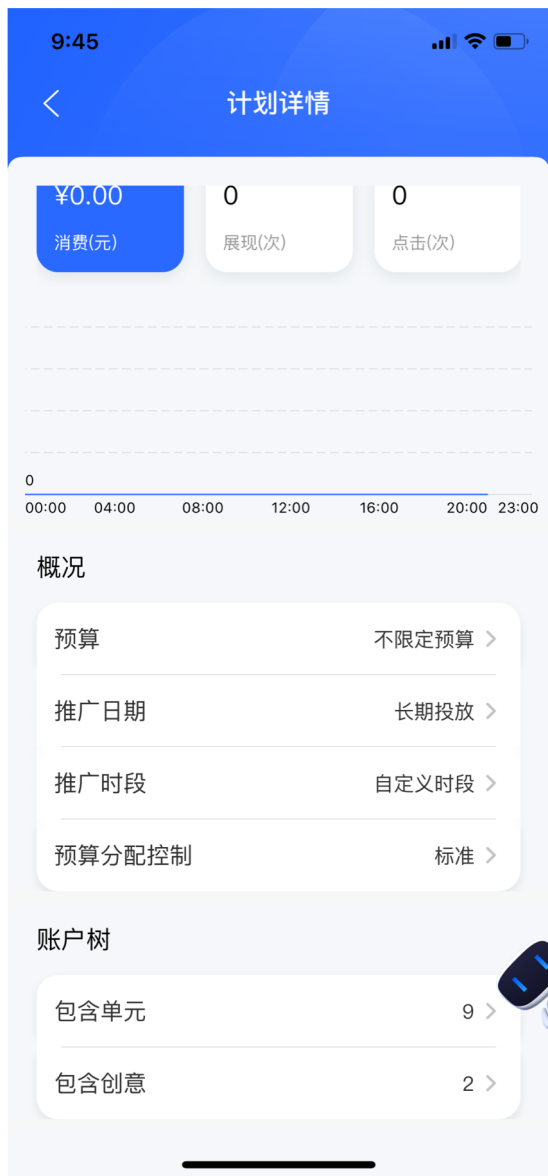 9:45
计划详情
¥0.00 0 0
消费(元) 展现(次) 点击(次)
0
00:00 04:00 08:00 12:00 16:00 20:00 23:00
概况
预算 不限定预算
推广日期 长期投放
推广时段 自定义时段
预算分配控制 标准
账户树
包含单元 9
包含创意 2